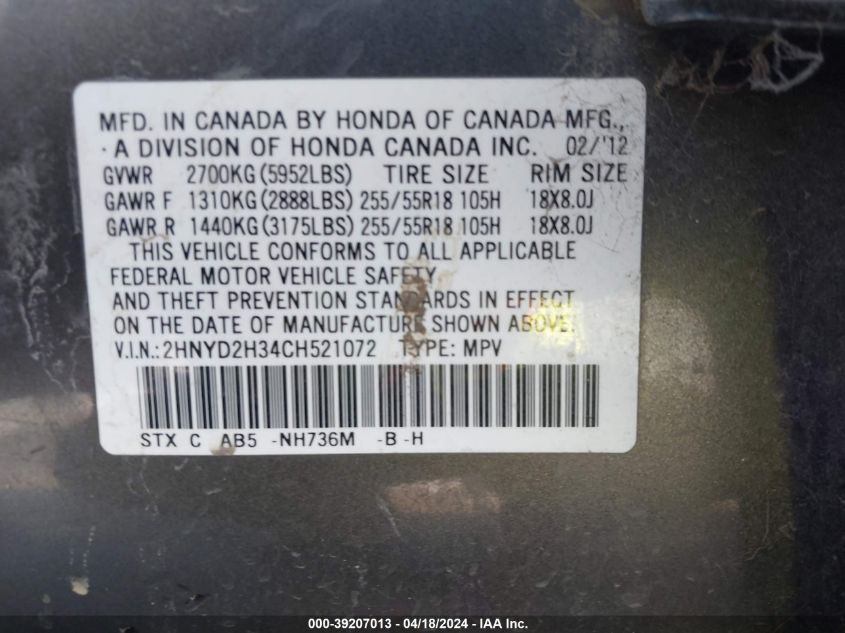 MFD. IN CANADA BY HONDA OF CANADA MFG.,
·A DIVISION OF HONDA CANADA INC. 02/'12
GVWR 2700KG(5952LBS) TIRE SIZE RIM SIZE
GAWR F 1310KG(2888LBS) 255/55R18 105H 18X8.0J
GAWR R 1440KG(3175LBS) 255/55R18 105H 18X8.0J
THIS VEHICLE CONFORMS TO ALL APPLICABLE
FEDERAL MOTOR VEHICLE SAFETY
AND THEFT PREVENTION STANDARDS IN EFFECT
ON THE DATE OF MANUFACTURE SHOWN ABOVE.
V.I.N.:2HNYD2H34CH521072 TYPE: MPV
STX C AB5 -NH736M -B -H
000-39207013 - 04/18/2024 - IAA Inc.